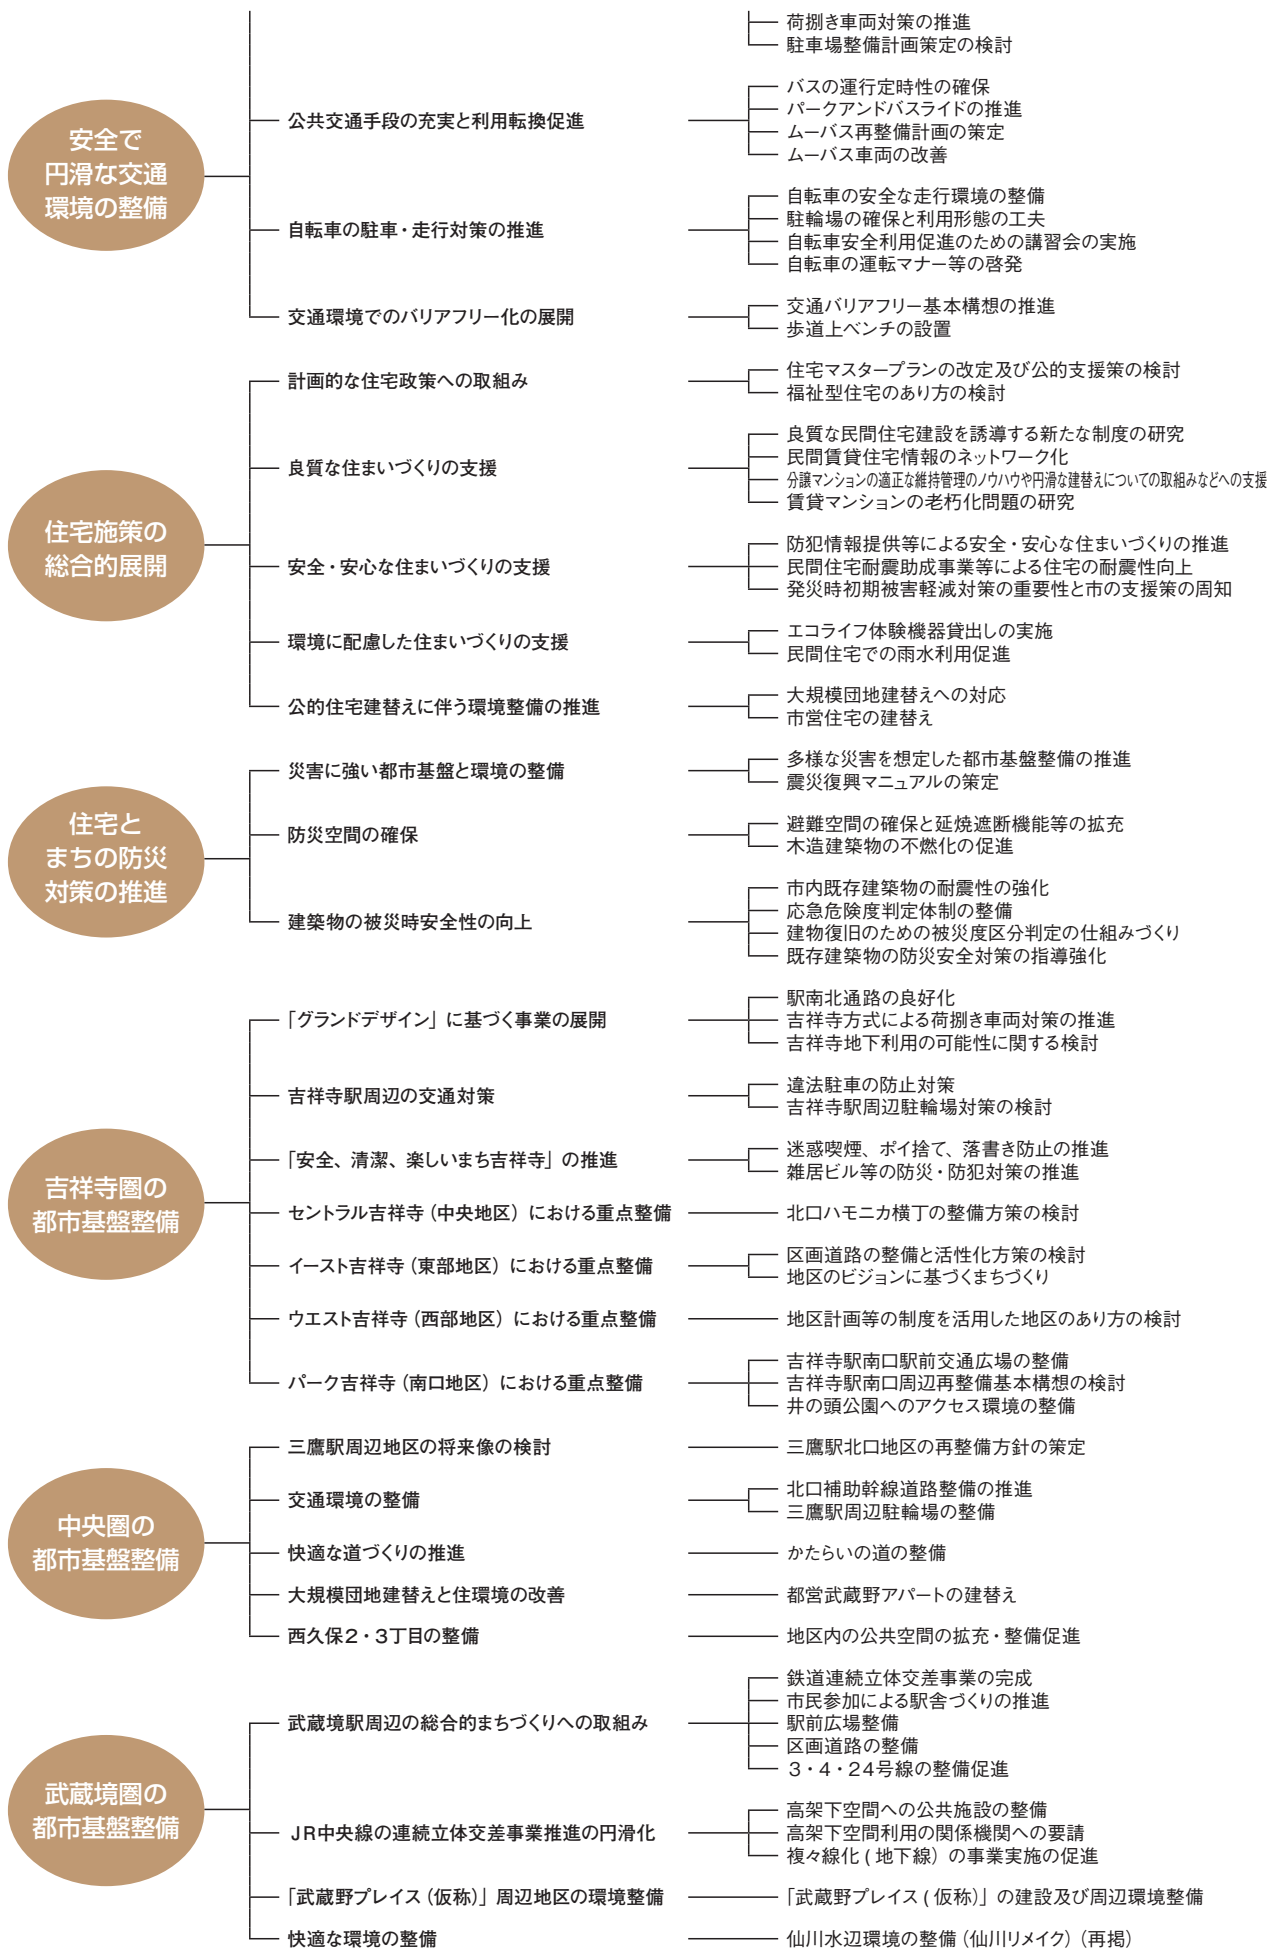 荷捌き車両対策の推進
駐車場整備計画策定の検討
安全で
円滑な交通
環境の整備
公共交通手段の充実と利用転換促進
バスの運行定時性の確保
パークアンドバスライドの推進
ムーバス再整備計画の策定
ムーバス車両の改善
自転車の駐車・走行対策の推進
自転車の安全な走行環境の整備
駐輪場の確保と利用形態の工夫
自転車安全利用促進のための講習会の実施
自転車の運転マナー等の啓発
交通環境でのバリアフリー化の展開
交通バリアフリー基本構想の推進
歩道上ベンチの設置
住宅施策の
総合的展開
計画的な住宅政策への取組み
住宅マスタープランの改定及び公的支援策の検討
福祉型住宅のあり方の検討
良質な住まいづくりの支援
良質な民間住宅建設を誘導する新たな制度の研究
民間賃貸住宅情報のネットワーク化
分譲マンションの適正な維持管理のノウハウや円滑な建替えについての取組みなどへの支援
賃貸マンションの老朽化問題の研究
安全・安心な住まいづくりの支援
防犯情報提供等による安全・安心な住まいづくりの推進
民間住宅耐震助成事業等による住宅の耐震性向上
発災時初期被害軽減対策の重要性と市の支援策の周知
環境に配慮した住まいづくりの支援
エコライフ体験機器貸出しの実施
民間住宅での雨水利用促進
公的住宅建替えに伴う環境整備の推進
大規模団地建替えへの対応
市営住宅の建替え
住宅と
まちの防災
対策の推進
災害に強い都市基盤と環境の整備
多様な災害を想定した都市基盤整備の推進
震災復興マニュアルの策定
防災空間の確保
避難空間の確保と延焼遮断機能等の拡充
木造建築物の不燃化の促進
建築物の被災時安全性の向上
市内既存建築物の耐震性の強化
応急危険度判定体制の整備
建物復旧のための被災度区分判定の仕組みづくり
既存建築物の防災安全対策の指導強化
吉祥寺圏の
都市基盤整備
「グランドデザイン」に基づく事業の展開
駅南北通路の良好化
吉祥寺方式による荷捌き車両対策の推進
吉祥寺地下利用の可能性に関する検討
吉祥寺駅周辺の交通対策
違法駐車の防止対策
吉祥寺駅周辺駐輪場対策の検討
「安全、清潔、楽しいまち吉祥寺」の推進
迷惑喫煙、ポイ捨て、落書き防止の推進
雑居ビル等の防災・防犯対策の推進
セントラル吉祥寺（中央地区）における重点整備
北口ハモニカ横丁の整備方策の検討
イースト吉祥寺（東部地区）における重点整備
区画道路の整備と活性化方策の検討
地区のビジョンに基づくまちづくり
ウエスト吉祥寺（西部地区）における重点整備
地区計画等の制度を活用した地区のあり方の検討
パーク吉祥寺（南口地区）における重点整備
吉祥寺駅南口駅前交通広場の整備
吉祥寺駅南口周辺再整備基本構想の検討
井の頭公園へのアクセス環境の整備
中央圏の
都市基盤整備
三鷹駅周辺地区の将来像の検討
三鷹駅北口地区の再整備方針の策定
交通環境の整備
北口補助幹線道路整備の推進
三鷹駅周辺駐輪場の整備
快適な道づくりの推進
かたらいの道の整備
大規模団地建替えと住環境の改善
都営武蔵野アパートの建替え
西久保２・３丁目の整備
地区内の公共空間の拡充・整備促進
武蔵境圏の
都市基盤整備
武蔵境駅周辺の総合的まちづくりへの取組み
鉄道連続立体交差事業の完成
市民参加による駅舎づくりの推進
駅前広場整備
区画道路の整備
３・４・２４号線の整備促進
ＪＲ中央線の連続立体交差事業推進の円滑化
高架下空間への公共施設の整備
高架下空間利用の関係機関への要請
複々線化(地下線）の事業実施の促進
「武蔵野プレイス（仮称）」周辺地区の環境整備
「武蔵野プレイス(仮称）」の建設及び周辺環境整備
快適な環境の整備
仙川水辺環境の整備（仙川リメイク）（再掲）